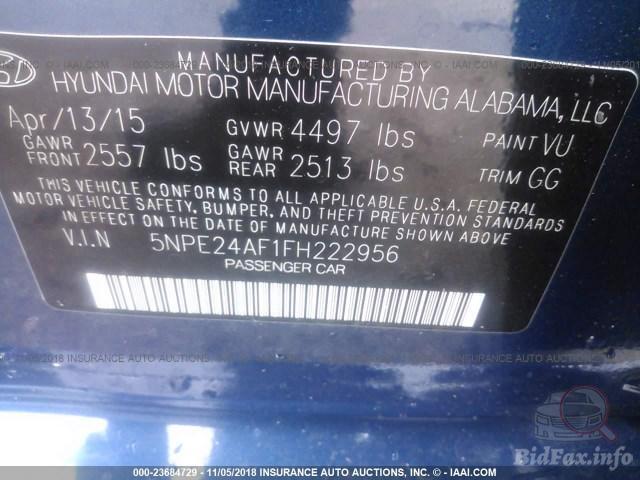 MANUFACTURED BY
HYUNDAI MOTOR MANUFACTURING ALABAMA, LLC
Apr/13/15 GVWR 4497 lbs PAINT VU
GAWR FRONT 2557 lbs GAWR REAR 2513 lbs TRIM GG
THIS VEHICLE CONFORMS TO ALL APPLICABLE U.S.A. FEDERAL
MOTOR VEHICLE SAFETY, BUMPER, AND THEFT PREVENTION STANDARDS
IN EFFECT ON THE DATE OF MANUFACTURE SHOWN ABOVE.
V.I.N 5NPE24AF1FH222956
PASSENGER CAR
BidFax.info
000-23684729 - 11/05/2018 INSURANCE AUTO AUCTIONS, INC. - © - IAAI.COM